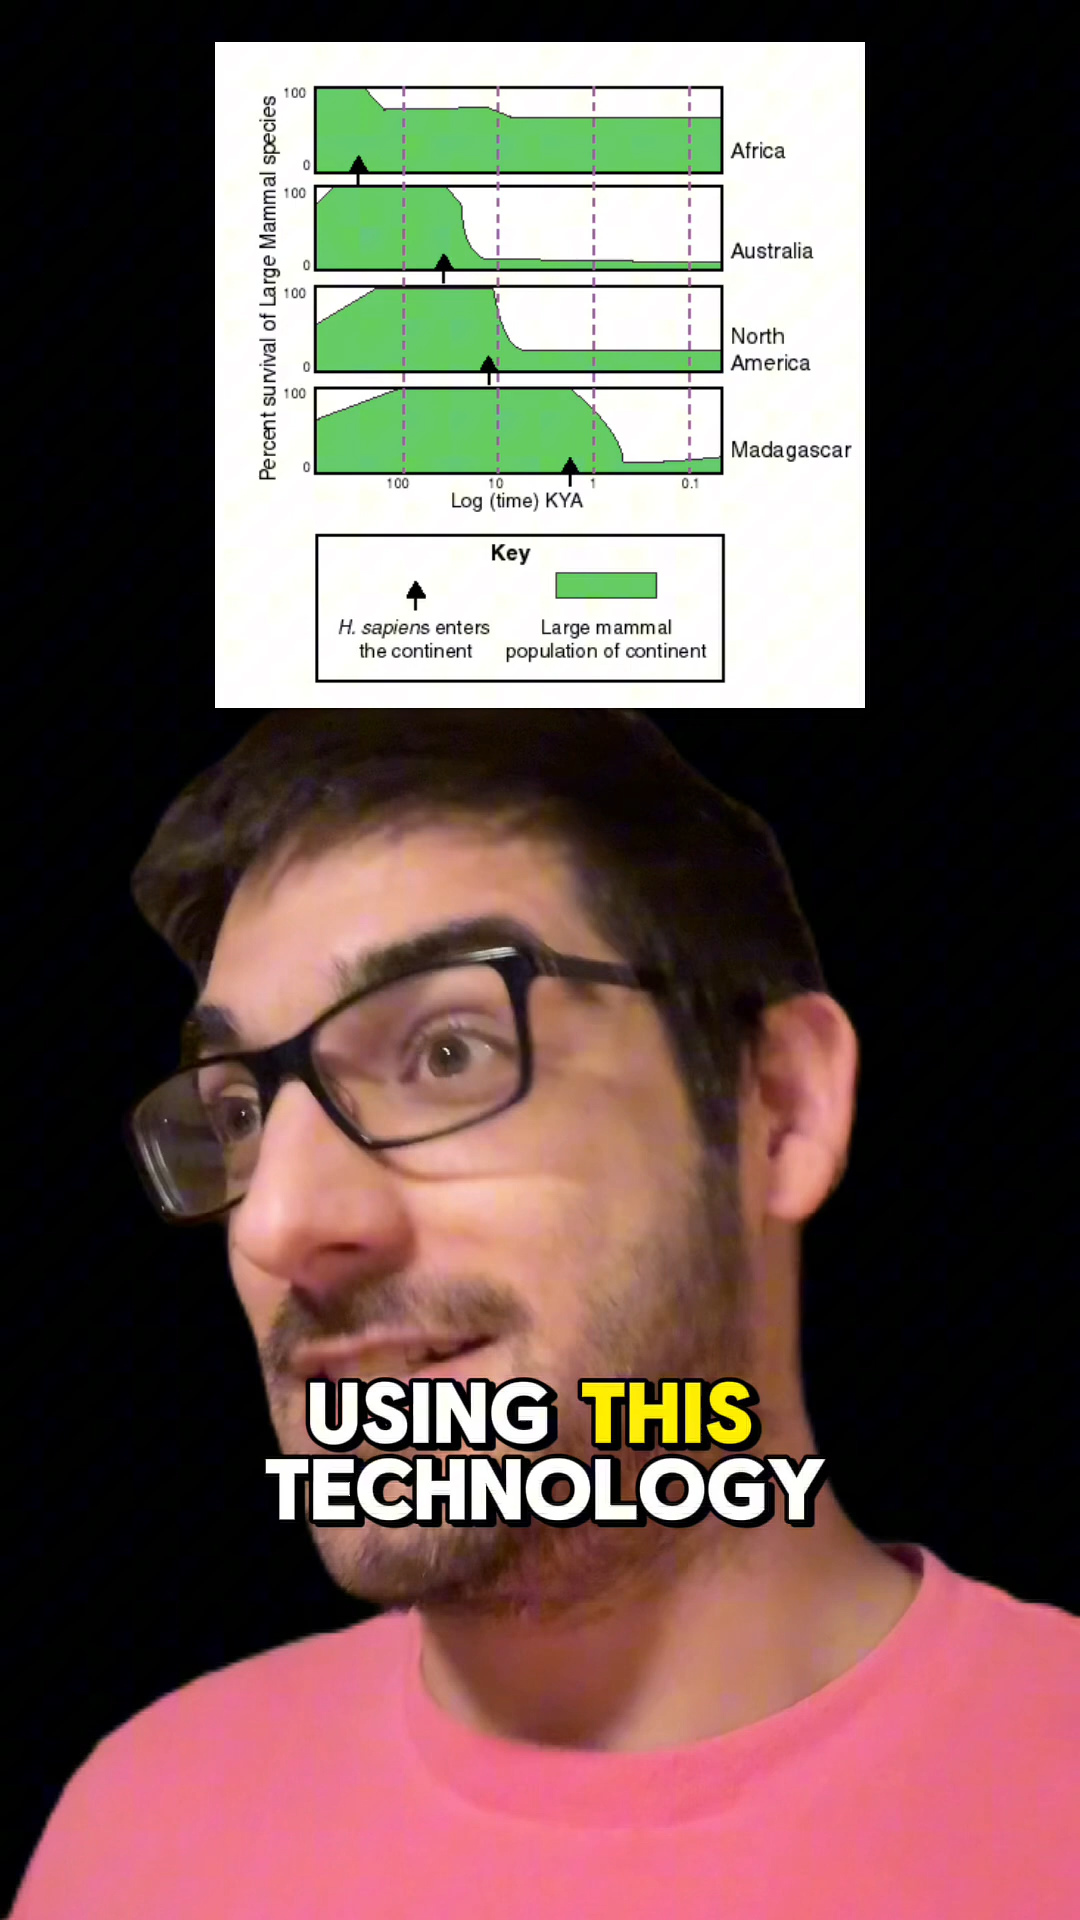 Percent survival of Large Mammal species
100
0
Africa
100
0
Australia
100
0
North
America
100
0
Madagascar
100 10 1 0.1
Log (time) KYA
Key
H. sapiens enters
the continent
Large mammal
population of continent
USING THIS
TECHNOLOGY